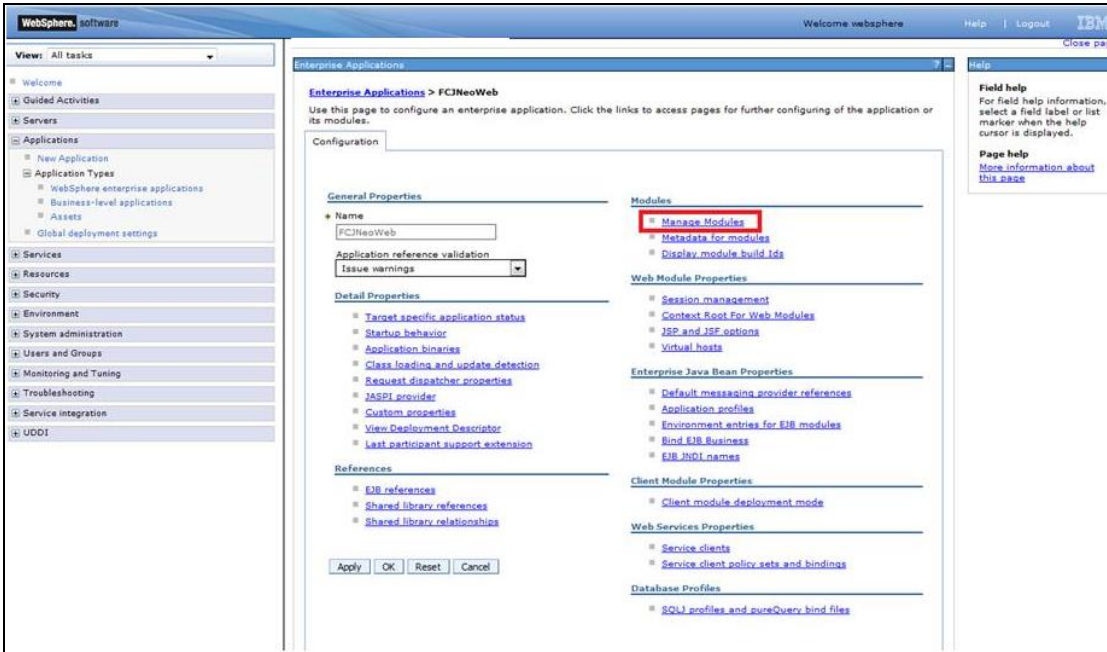 WebSphere. software
Welcome websphere
Help | Logout
IBM
Close pa
View: All tasks
Welcome
Guided Activities
Servers
Applications
New Application
Application Types
WebSphere enterprise applications
Business-level applications
Assets
Global deployment settings
Services
Resources
Security
Environment
System administration
Users and Groups
Monitoring and Tuning
Troubleshooting
Service integration
UDDI
Enterprise Applications
? -
Enterprise Applications > FCJNeoWeb
Use this page to configure an enterprise application. Click the links to access pages for further configuring of the application or
its modules.
Configuration
General Properties
Name
FCJNeoWeb
Application reference validation
Issue warnings
Detail Properties
Target specific application status
Startup behavior
Application binaries
Class loading and update detection
Request dispatcher properties
JASPI provider
Custom properties
View Deployment Descriptor
Last participant support extension
References
EJB references
Shared library references
Shared library relationships
Apply OK Reset Cancel
Modules
Manage Modules
Metadata for modules
Display module build Ids
Web Module Properties
Session management
Context Root For Web Modules
JSP and JSF options
Virtual hosts
Enterprise Java Bean Properties
Default messaging provider references
Application profiles
Environment entries for EJB modules
Bind EJB Business
EJB JNDI names
Client Module Properties
Client module deployment mode
Web Services Properties
Service clients
Service client policy sets and bindings
Database Profiles
SQLJ profiles and pureQuery bind files
Help
Field help
For field help information,
select a field label or list
marker when the help
cursor is displayed.
Page help
More information about
this page